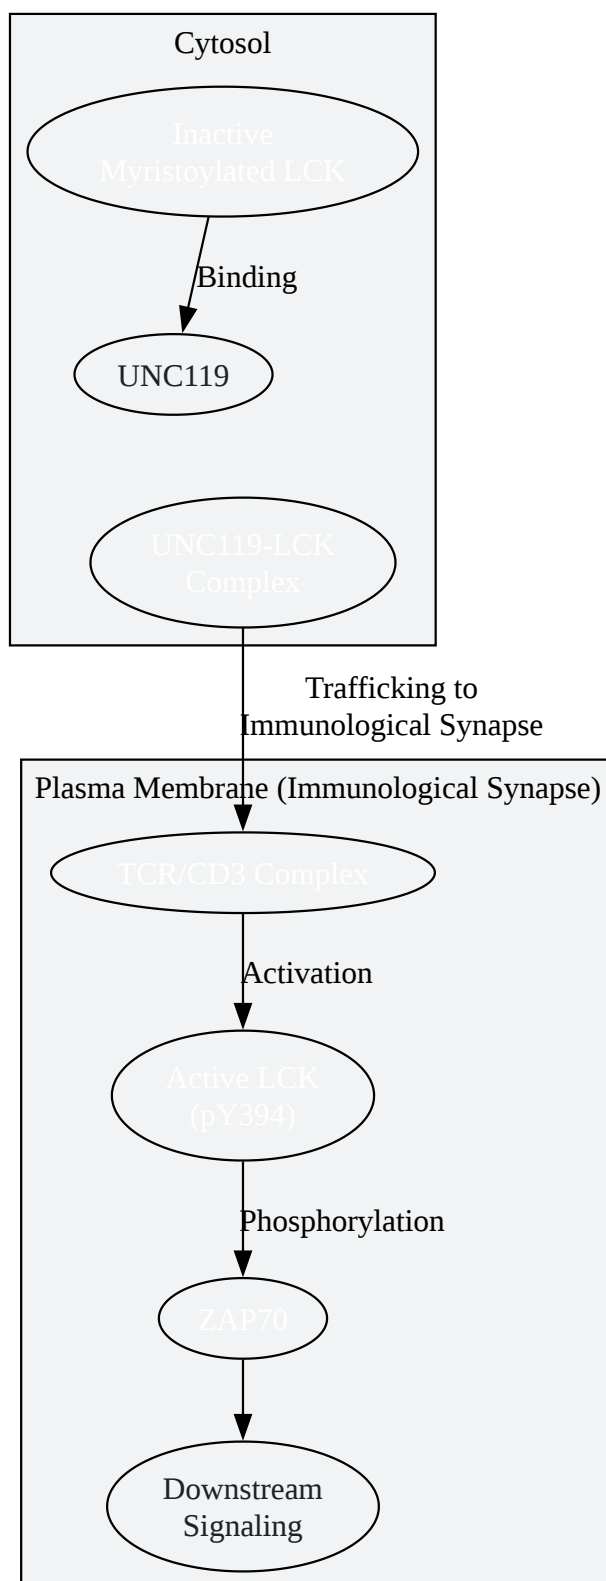 Cytosol
Inactive
Myristoylated LCK
Binding
UNC119
UNC119-LCK
Complex
Trafficking to
Immunological Synapse
Plasma Membrane (Immunological Synapse)
TCR/CD3 Complex
Activation
Active LCK
(pY394)
Phosphorylation
ZAP70
Downstream
Signaling